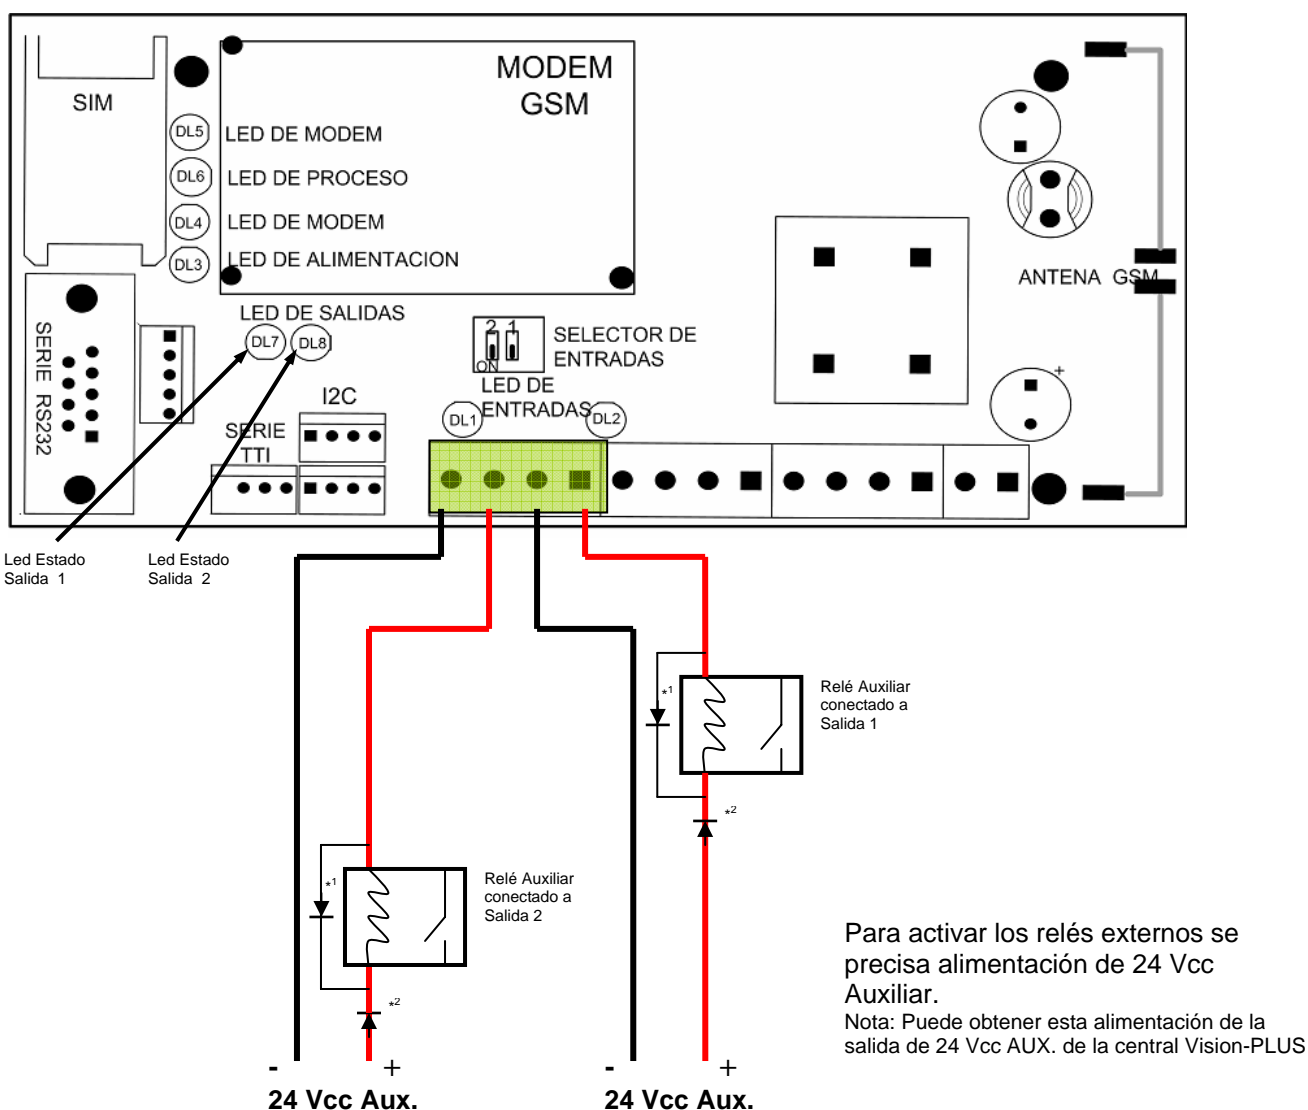 MODEM
GSM
SIM
DL5
LED DE MODEM
DL6
LED DE PROCESO
DL4
LED DE MODEM
DL3
LED DE ALIMENTACION
ANTENA GSM
LED DE SALIDAS
DL7
DL8
2 1
ON
SELECTOR DE
ENTRADAS
SERIE RS232
I2C
LED DE
ENTRADAS
DL1
DL2
SERIE
TTI
+
Led Estado
Salida 1
Led Estado
Salida 2
*1
Relé Auxiliar
conectado a
Salida 1
*2
*1
Relé Auxiliar
conectado a
Salida 2
*2
Para activar los relés externos se
precisa alimentación de 24 Vcc
Auxiliar.
Nota: Puede obtener esta alimentación de la
salida de 24 Vcc AUX. de la central Vision-PLUS
- +
24 Vcc Aux.
- +
24 Vcc Aux.